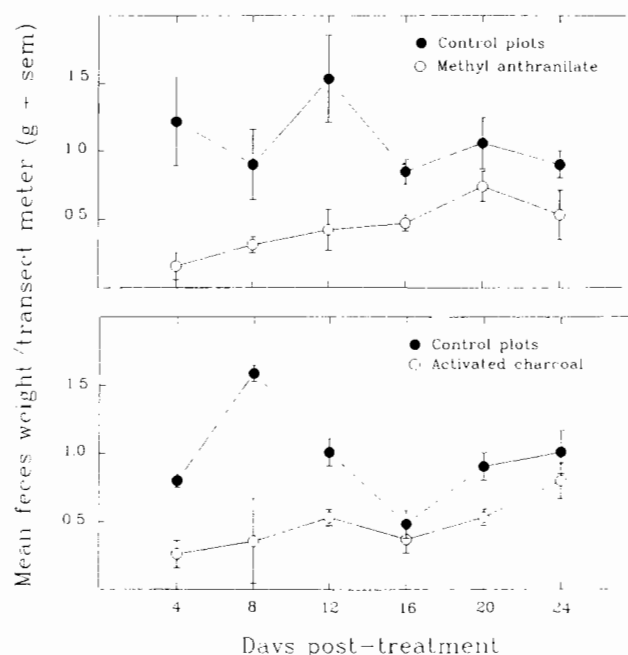 Mean feces weight/transect meter (g + sem)
Control plots
Methyl anthranilate
1 5
1 0
0 5
Control plots
Activated charcoal
1 5
1.0
0 5
4
8
12
16
20
24
Days post-treatment